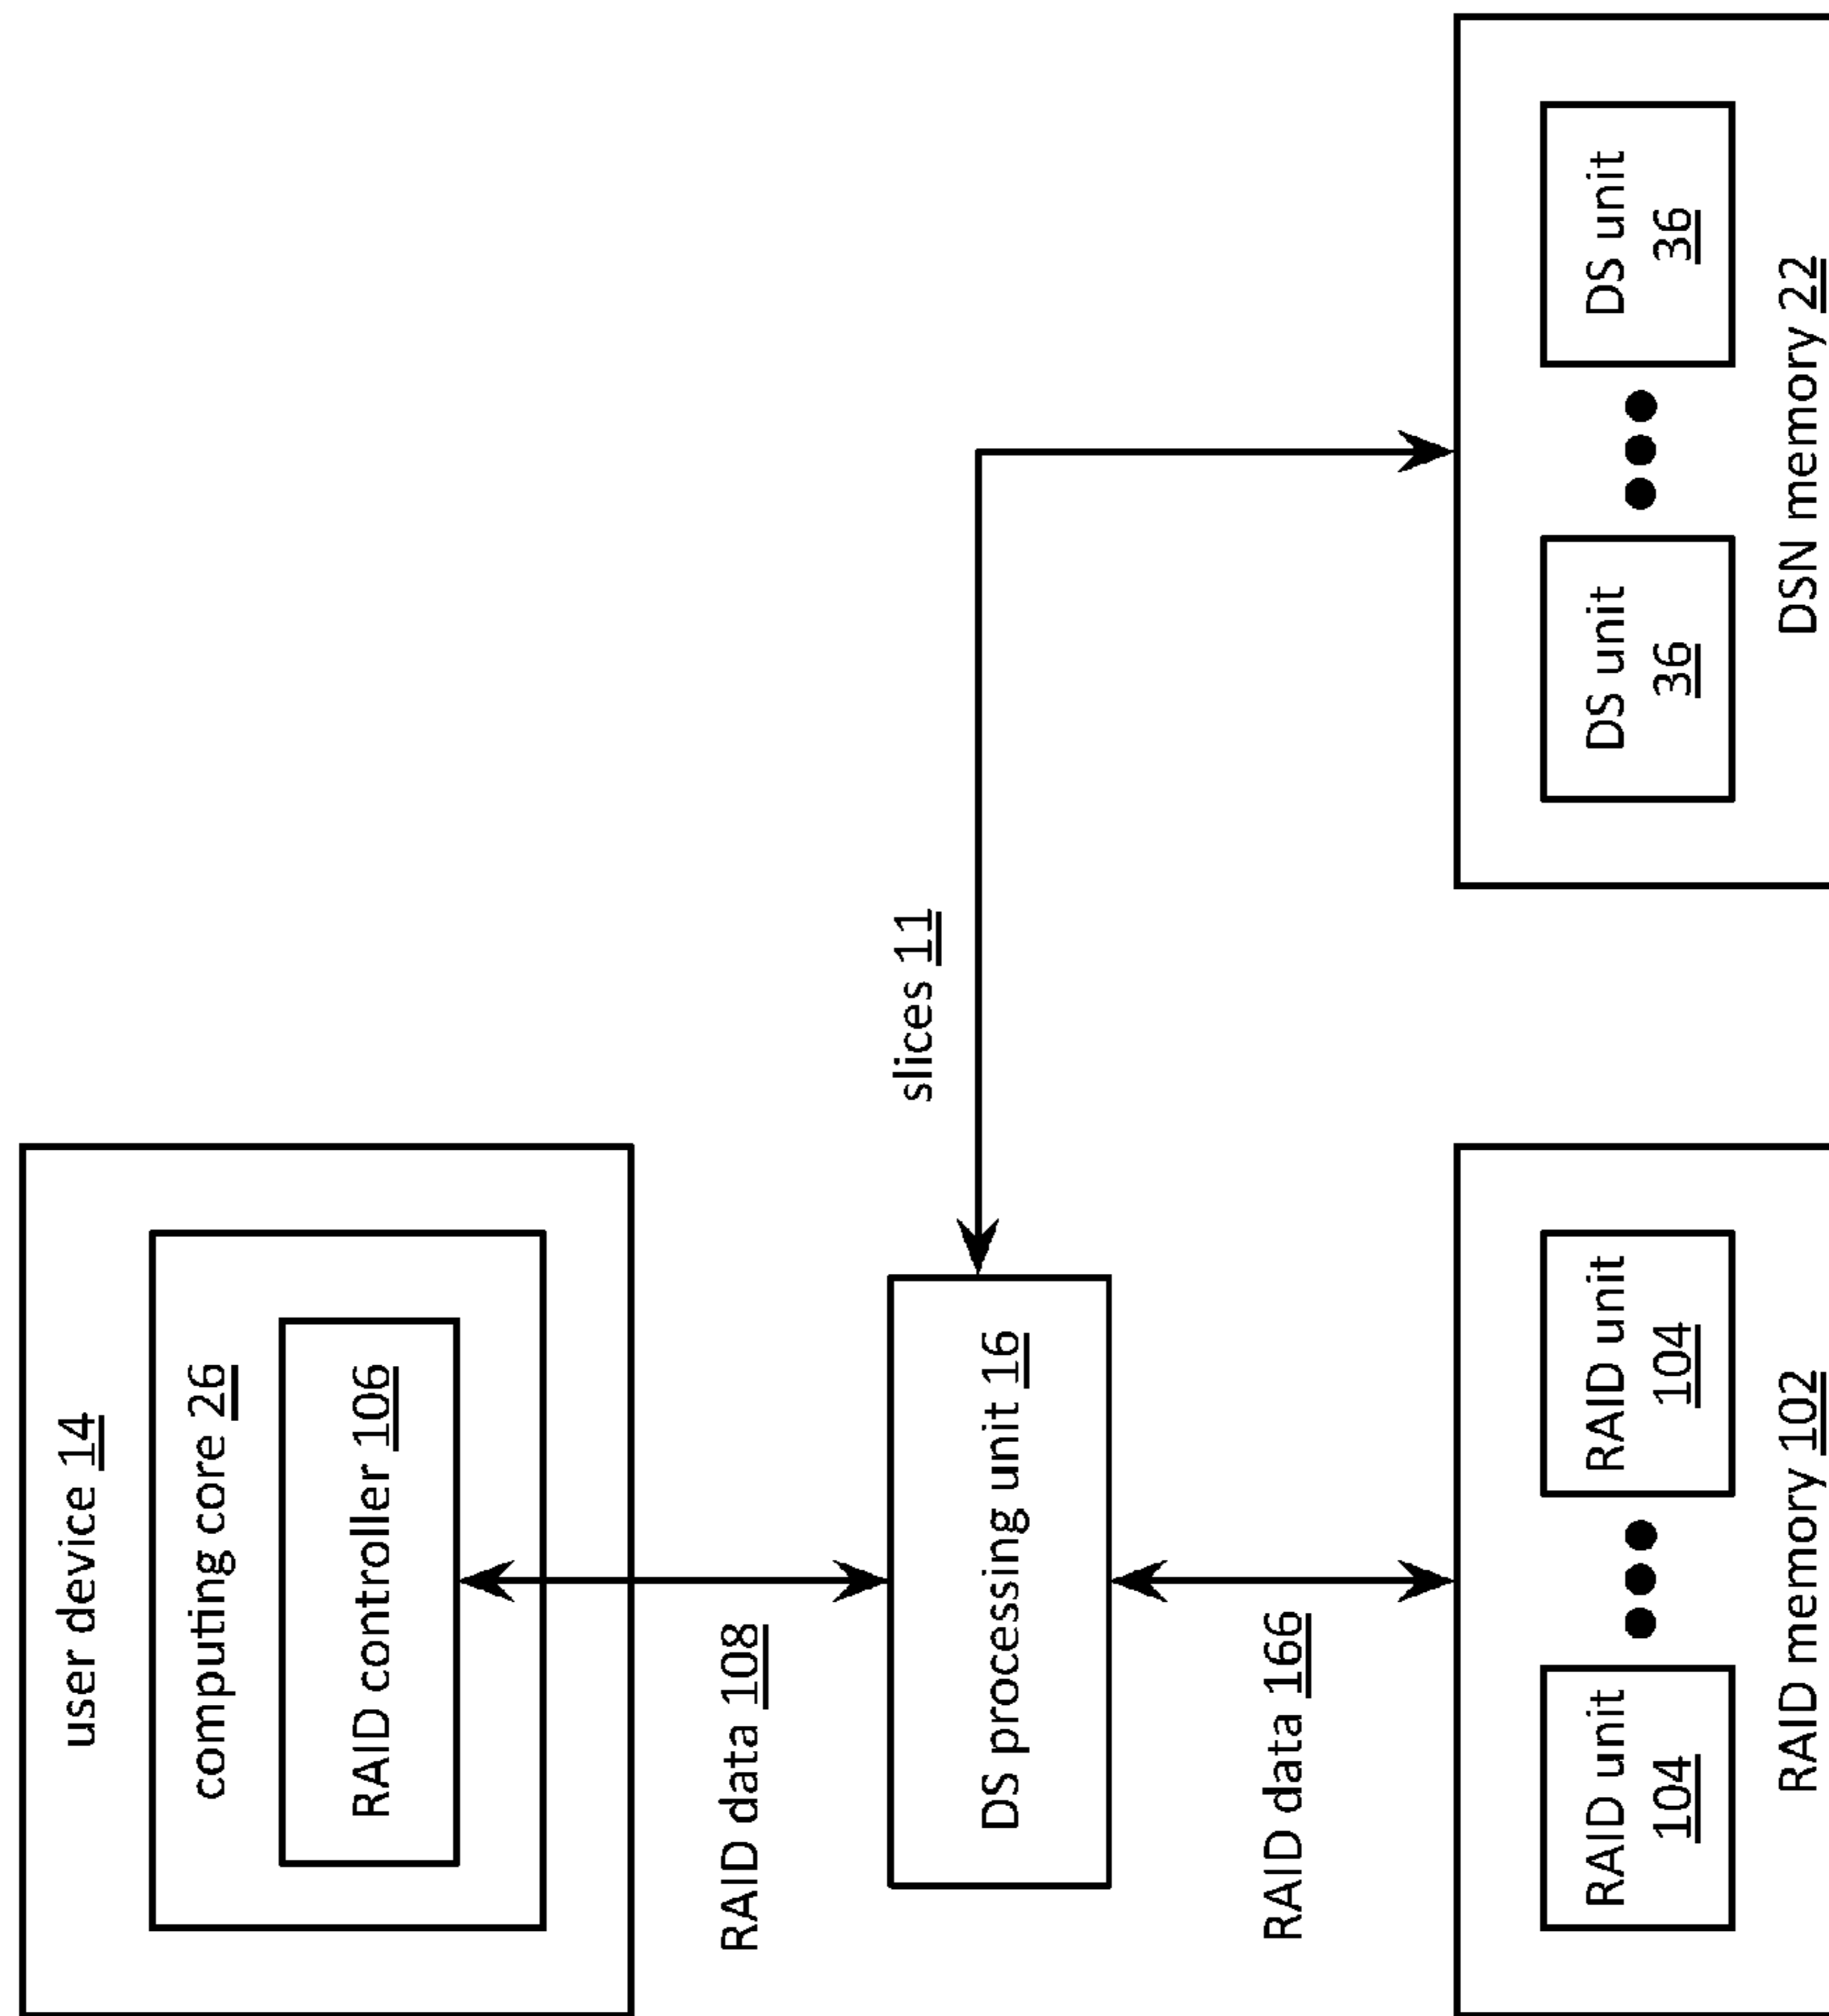 user device 14
computing core 26
RAID controller 106
RAID data 108
slices 11
DS processing unit 16
RAID data 166
RAID unit
104
RAID unit
104
RAID memory 102
DS unit
36
DS unit
36
DSN memory 22